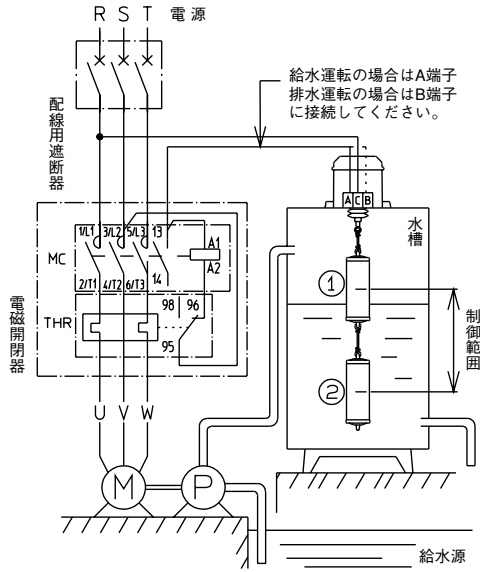 R S T 電源
給水運転の場合はA端子
排水運転の場合はB端子
に接続してください。
配線用遮断器
A C B
水槽
1/L1 3/L2 5/L3 13
A1
MC
A2
2/T1 4/T2 6/T3 14
①
制御範囲
電磁開閉器
98 96
THR
95
②
U V W
M P
給水源